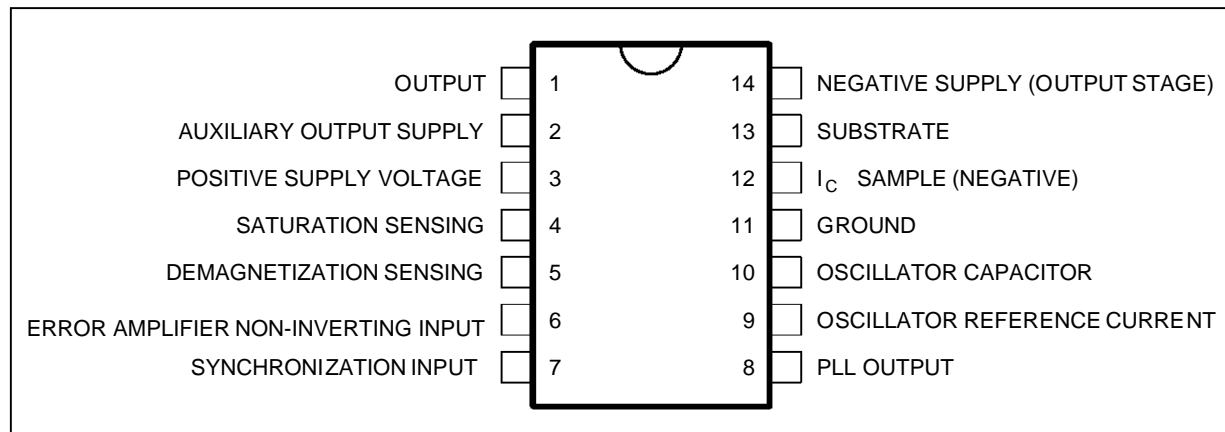 OUTPUT 1 14 NEGATIVE SUPPLY (OUTPUT STAGE)
AUXILIARY OUTPUT SUPPLY 2 13 SUBSTRATE
POSITIVE SUPPLY VOLTAGE 3 12 IC SAMPLE (NEGATIVE)
SATURATION SENSING 4 11 GROUND
DEMAGNETIZATION SENSING 5 10 OSCILLATOR CAPACITOR
ERROR AMPLIFIER NON-INVERTING INPUT 6 9 OSCILLATOR REFERENCE CURRENT
SYNCHRONIZATION INPUT 7 8 PLL OUTPUT